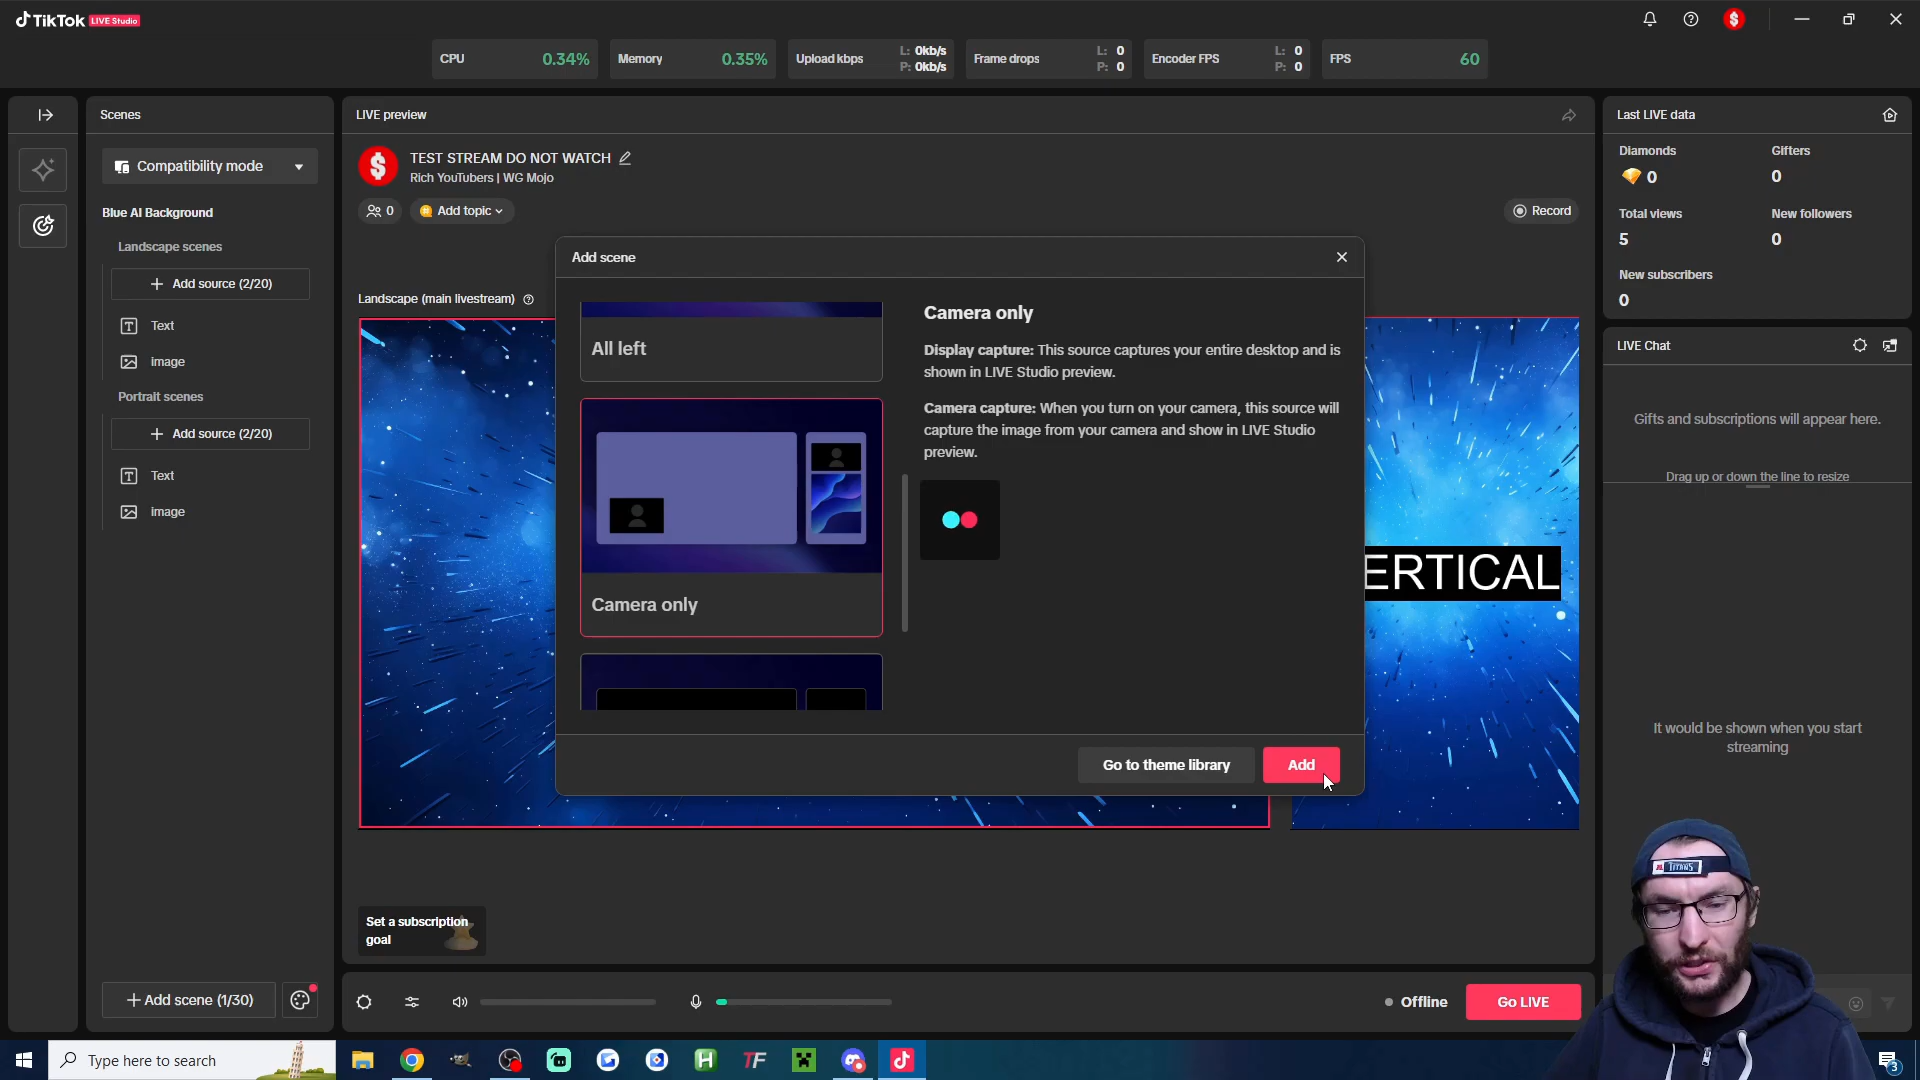 TikTok LIVE Studio
CPU 0.34%
Memory 0.35%
Upload kbps L: 0kb/s P: 0kb/s
Frame drops L: 0 P: 0
Encoder FPS L: 0 P: 0
FPS 60
Scenes
Compatibility mode
Blue AI Background
Landscape scenes
+ Add source (2/20)
Text
image
Portrait scenes
+ Add source (2/20)
Text
image
+ Add scene (1/30)
LIVE preview
TEST STREAM DO NOT WATCH
Rich YouTubers | WG Mojo
0
Add topic
Record
Landscape (main livestream)
Add scene
All left
Camera only
Camera only
Display capture: This source captures your entire desktop and is
shown in LIVE Studio preview.
Camera capture: When you turn on your camera, this source will
capture the image from your camera and show in LIVE Studio
preview.
Go to theme library
Add
ERTICAL
Set a subscription
goal
Offline
Go LIVE
Last LIVE data
Diamonds
0
Gifters
0
Total views
5
New followers
0
New subscribers
0
LIVE Chat
Gifts and subscriptions will appear here.
Drag up or down the line to resize
It would be shown when you start
streaming
TITANS
Type here to search
TF
3